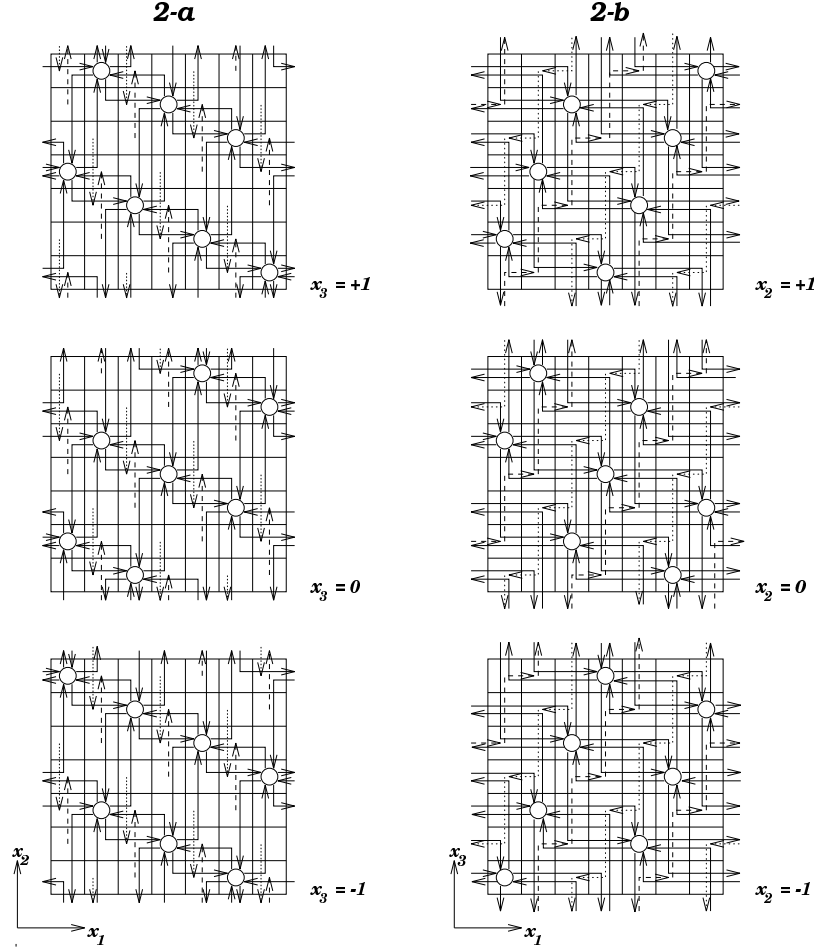 2-a
2-b
x3 = +1
x2 = +1
x3 = 0
x2 = 0
x3 = -1
x2 = -1
x2
x1
x3
x1